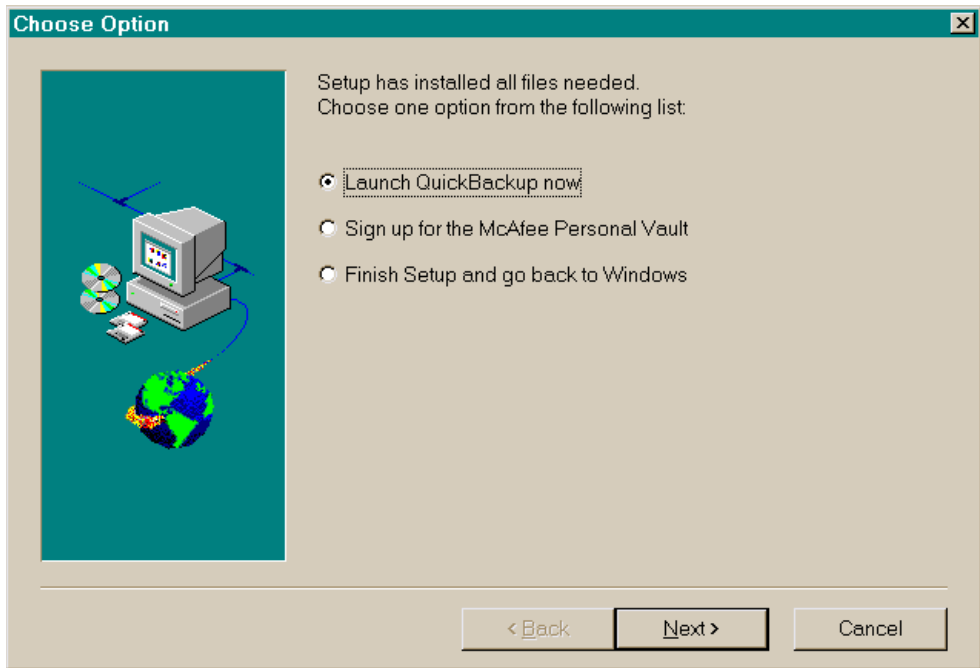 Choose Option
Setup has installed all files needed.
Choose one option from the following list:
Launch QuickBackup now
Sign up for the McAfee Personal Vault
Finish Setup and go back to Windows
< Back
Next >
Cancel